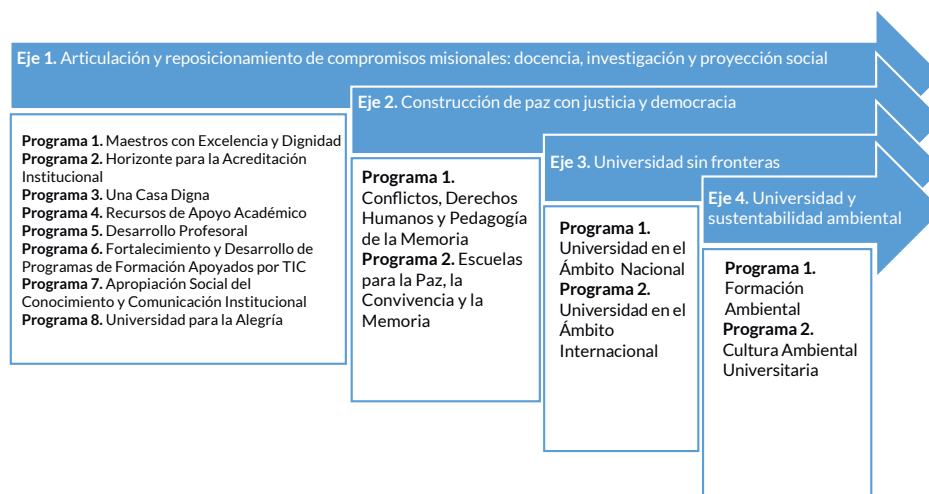 Eje 1. Articulación y reposicionamiento de compromisos misionales: docencia, investigación y proyección social
Programa 1. Maestros con Excelencia y Dignidad
Programa 2. Horizonte para la Acreditación
Institucional
Programa 3. Una Casa Digna
Programa 4. Recursos de Apoyo Académico
Programa 5. Desarrollo Profesoral
Programa 6. Fortalecimiento y Desarrollo de
Programas de Formación Apoyados por TIC
Programa 7. Apropiación Social del
Conocimiento y Comunicación Institucional
Programa 8. Universidad para la Alegría
Eje 2. Construcción de paz con justicia y democracia
Programa 1.
Conflictos, Derechos
Humanos y Pedagogía
de la Memoria
Programa 2. Escuelas
para la Paz, la
Convivencia y la
Memoria
Eje 3. Universidad sin fronteras
Programa 1.
Universidad en el
Ámbito Nacional
Programa 2.
Universidad en el
Ámbito
Internacional
Eje 4. Universidad y
sustentabilidad ambiental
Programa 1.
Formación
Ambiental
Programa 2.
Cultura Ambiental
Universitaria